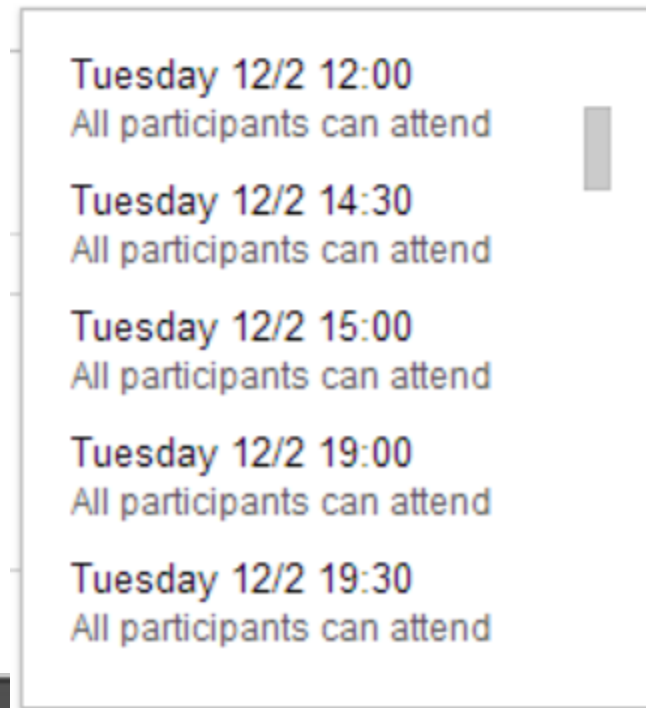 Tuesday 12/2 12:00
All participants can attend
Tuesday 12/2 14:30
All participants can attend
Tuesday 12/2 15:00
All participants can attend
Tuesday 12/2 19:00
All participants can attend
Tuesday 12/2 19:30
All participants can attend